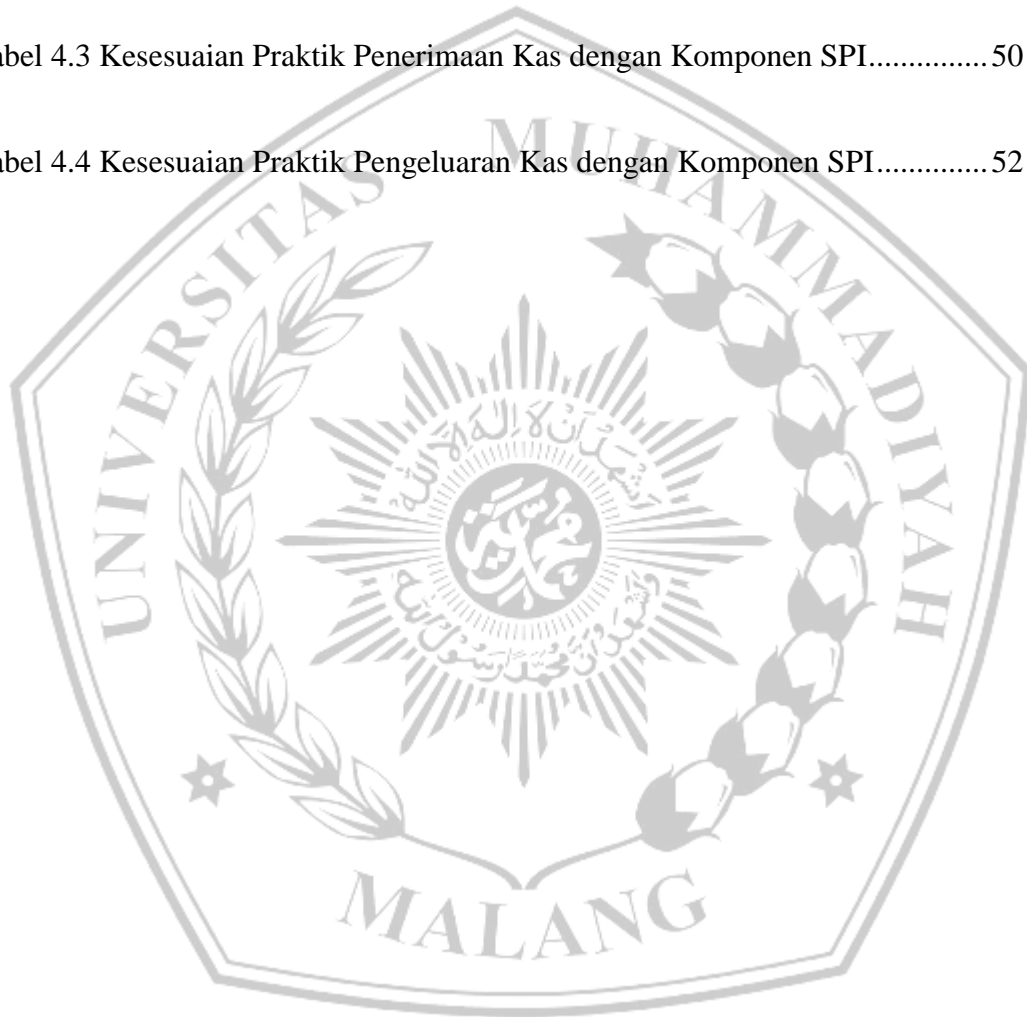 abel 4.3 Kesesuaian Praktik Penerimaan Kas dengan Komponen SPI...............50
abel 4.4 Kesesuaian Praktik Pengeluaran Kas dengan Komponen SPI..............52
UNIVERSITAS MUHAMMADIYAH
MALANG